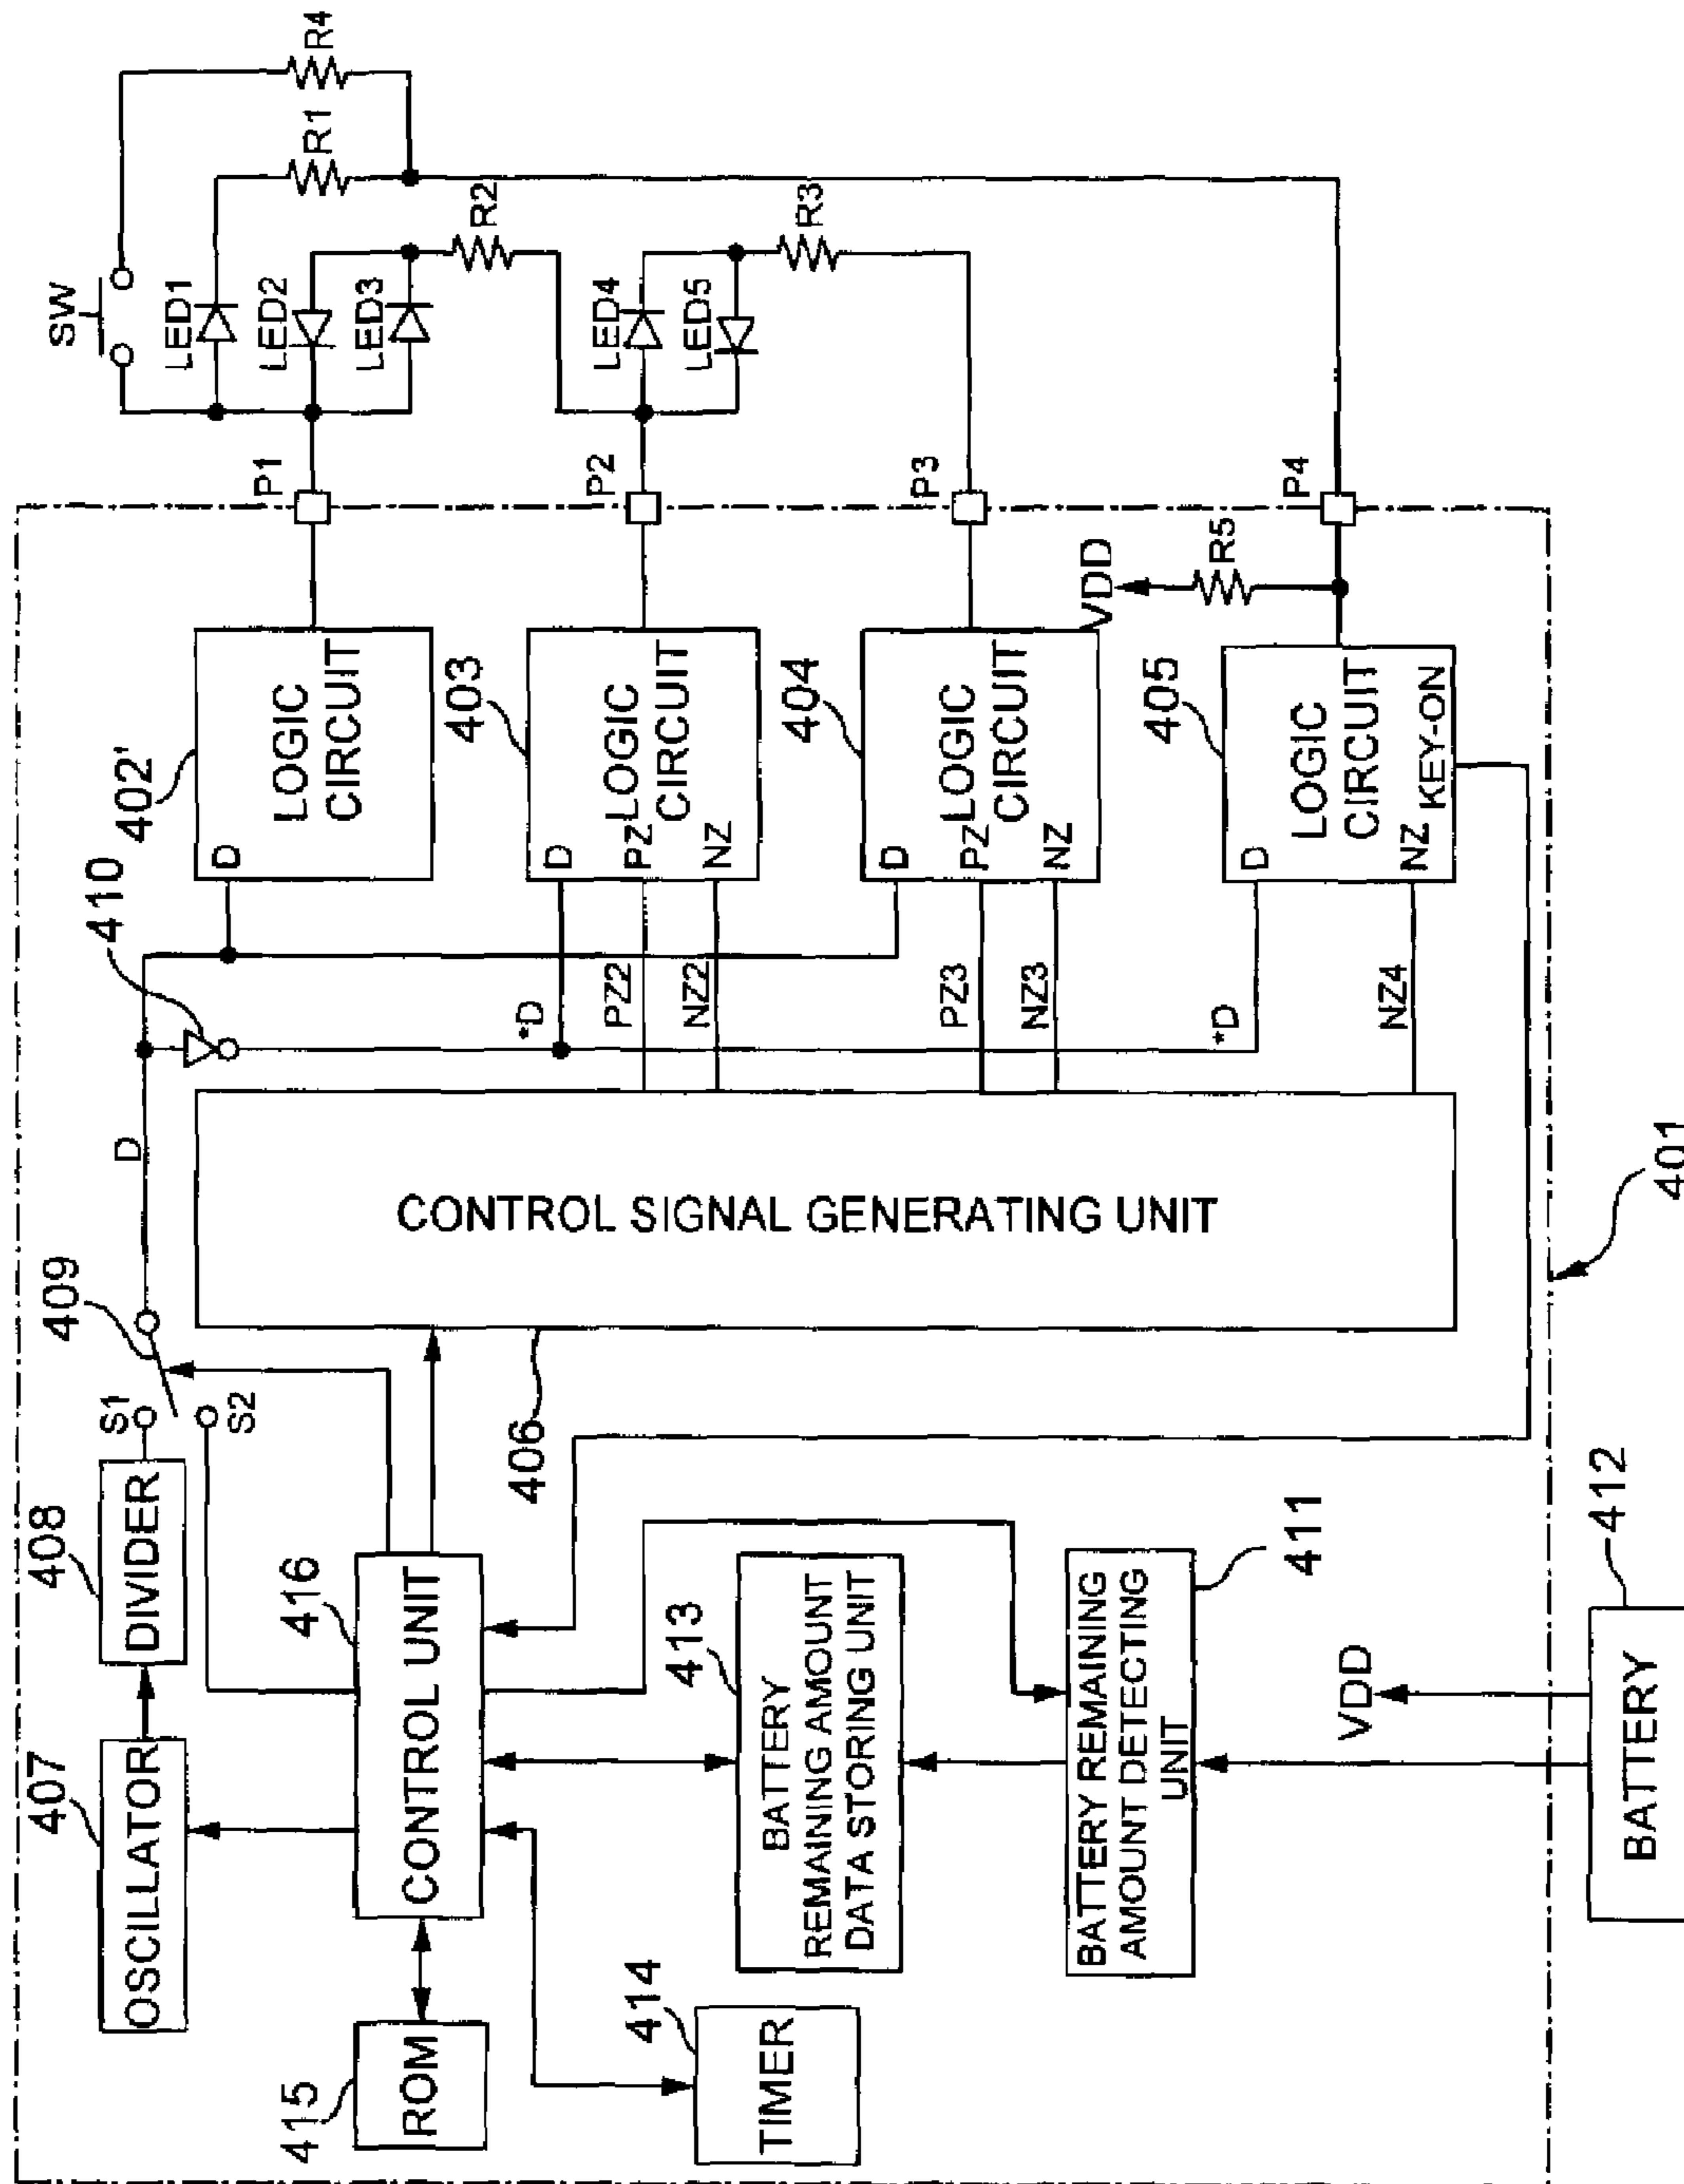 407
OSCILLATOR
408
DIVIDER
S1
S2
409
D
410
402'
D
LOGIC
CIRCUIT
P1
SW
LED1
LED2
LED3
R1
R4
R2
415
ROM
416
CONTROL UNIT
406
CONTROL SIGNAL GENERATING UNIT
*D
PZ2
NZ2
403
D
PZ
NZ
LOGIC
CIRCUIT
P2
LED4
LED5
R3
414
TIMER
413
BATTERY
REMAINING AMOUNT
DATA STORING UNIT
PZ3
NZ3
404
D
PZ
NZ
LOGIC
CIRCUIT
P3
VDD
R5
411
BATTERY REMAINING
AMOUNT DETECTING
UNIT
*D
NZ4
405
D
NZ
LOGIC
CIRCUIT
KEY-ON
P4
VDD
401
412
BATTERY